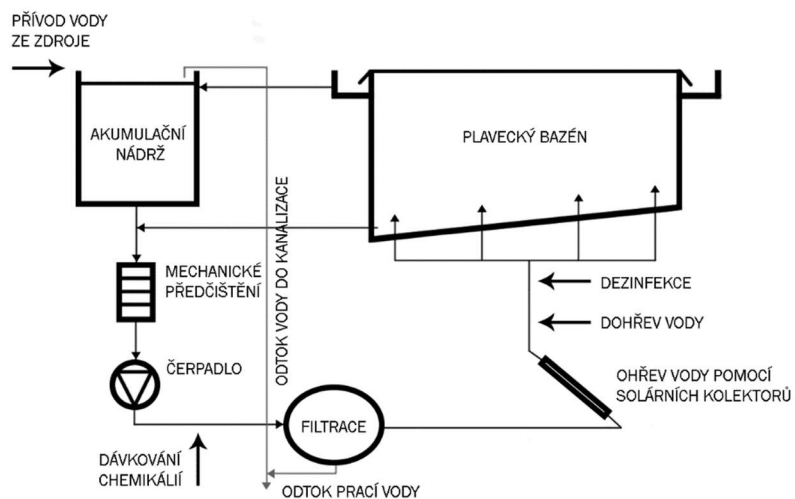 PŘÍVOD VODY
ZE ZDROJE
AKUMULAČNÍ
NÁDRŽ
PLAVECKÝ BAZÉN
ODTOK VODY DO KANALIZACE
MECHANICKÉ
PŘEDČIŠTĚNÍ
DEZINFEKCE
DOHŘEV VODY
ČERPADLO
OHŘEV VODY POMOCÍ
SOLÁRNÍCH KOLEKTORŮ
FILTRACE
DÁVKOVÁNÍ
CHEMIKÁLIÍ
ODTOK PRACÍ VODY